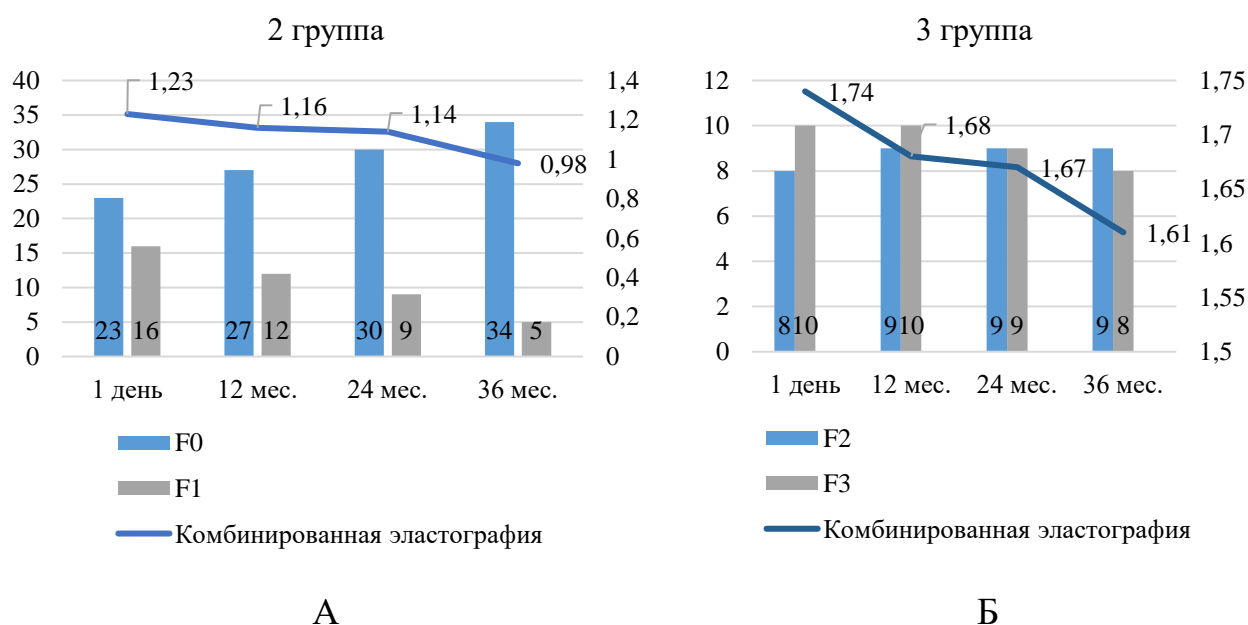 2 группа
40
35
30
25
20
15
10
5
0
1,4
1,2
1
0,8
0,6
0,4
0,2
0
1,23
1,16
1,14
0,98
23 16 27 12 30 9 34 5
1 день 12 мес. 24 мес. 36 мес.
F0
F1
Комбинированная эластография
А
3 группа
12
10
8
6
4
2
0
1,75
1,7
1,65
1,6
1,55
1,5
1,74
1,68
1,67
1,61
8 10 9 10 9 9 9 8
1 день 12 мес. 24 мес. 36 мес.
F2
F3
Комбинированная эластография
Б